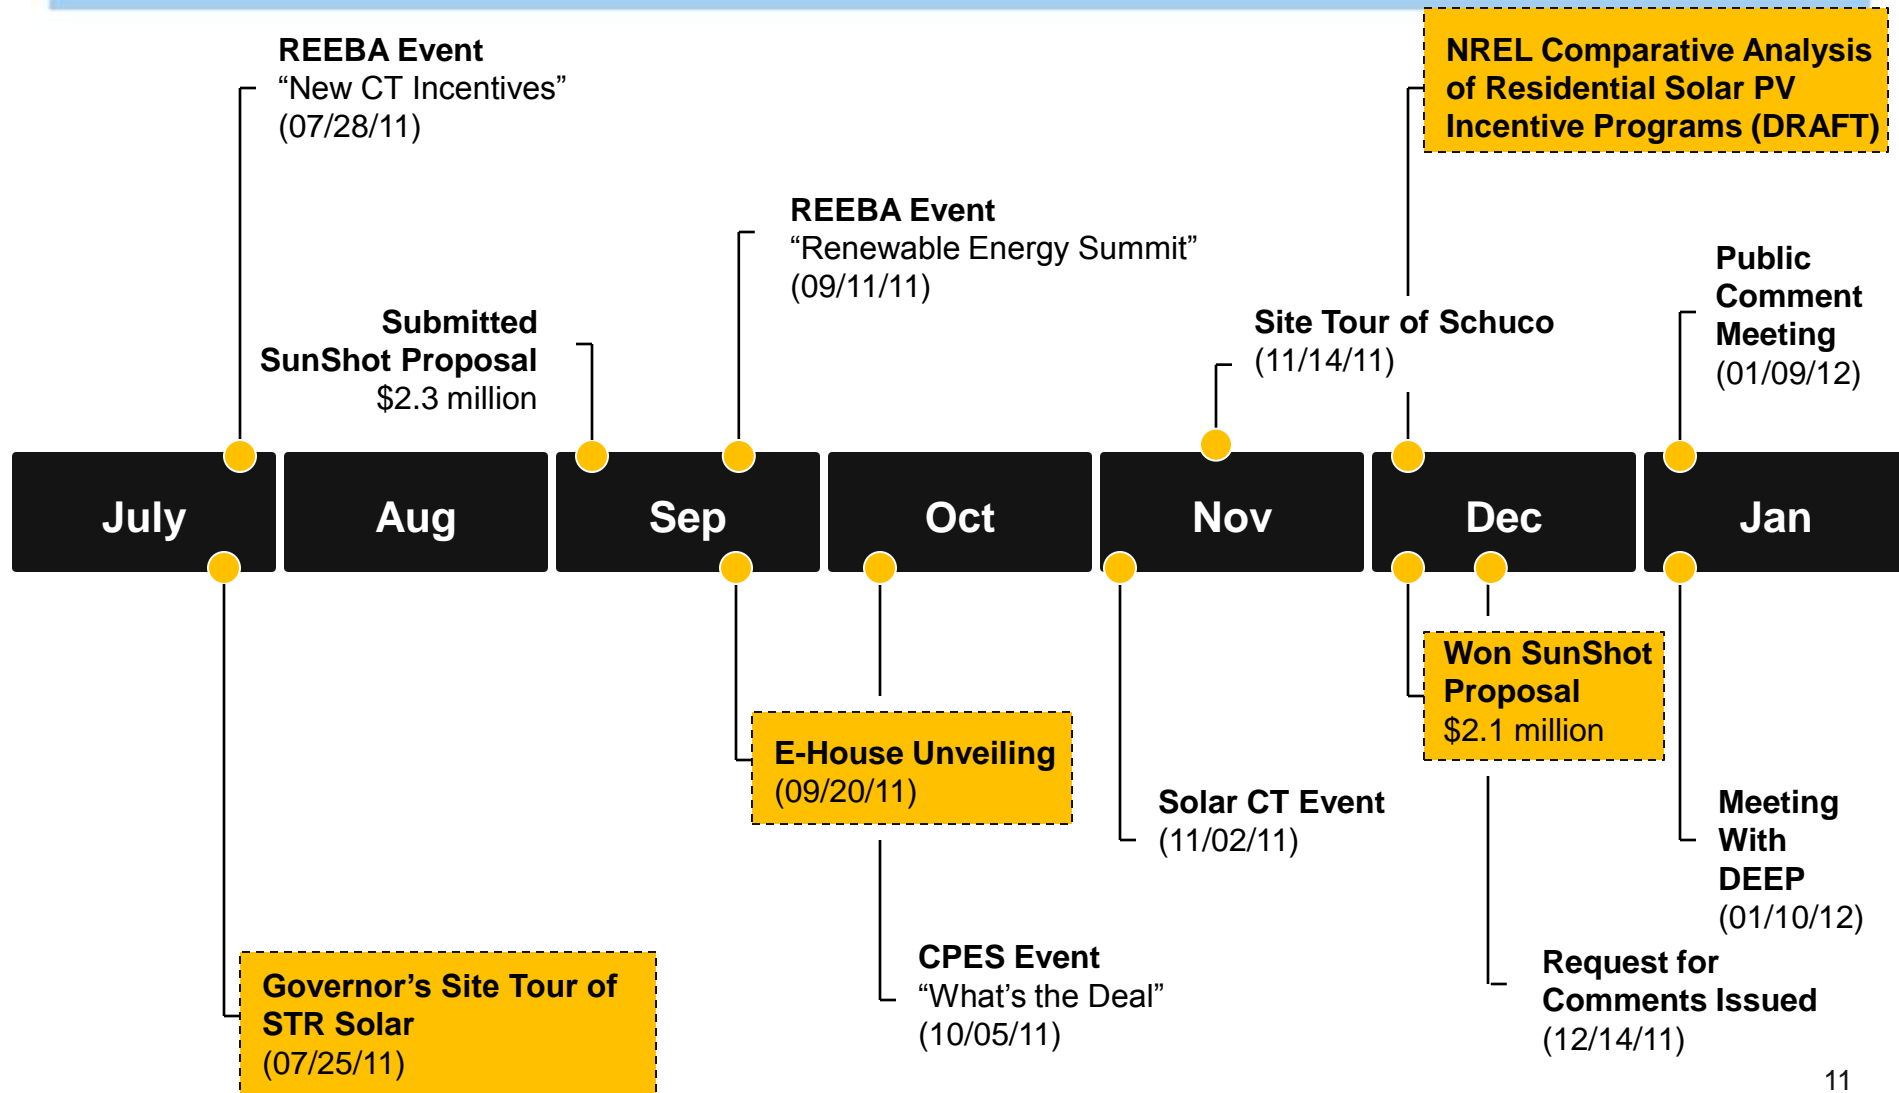 REEBA Event
“New CT Incentives”
(07/28/11)
NREL Comparative Analysis
of Residential Solar PV
Incentive Programs (DRAFT)
REEBA Event
“Renewable Energy Summit”
(09/11/11)
Submitted
SunShot Proposal
$2.3 million
Site Tour of Schuco
(11/14/11)
Public
Comment
Meeting
(01/09/12)
July
Aug
Sep
Oct
Nov
Dec
Jan
Won SunShot
Proposal
$2.1 million
E-House Unveiling
(09/20/11)
Solar CT Event
(11/02/11)
Meeting
With
DEEP
(01/10/12)
Governor’s Site Tour of
STR Solar
(07/25/11)
CPES Event
“What’s the Deal”
(10/05/11)
Request for
Comments Issued
(12/14/11)
11